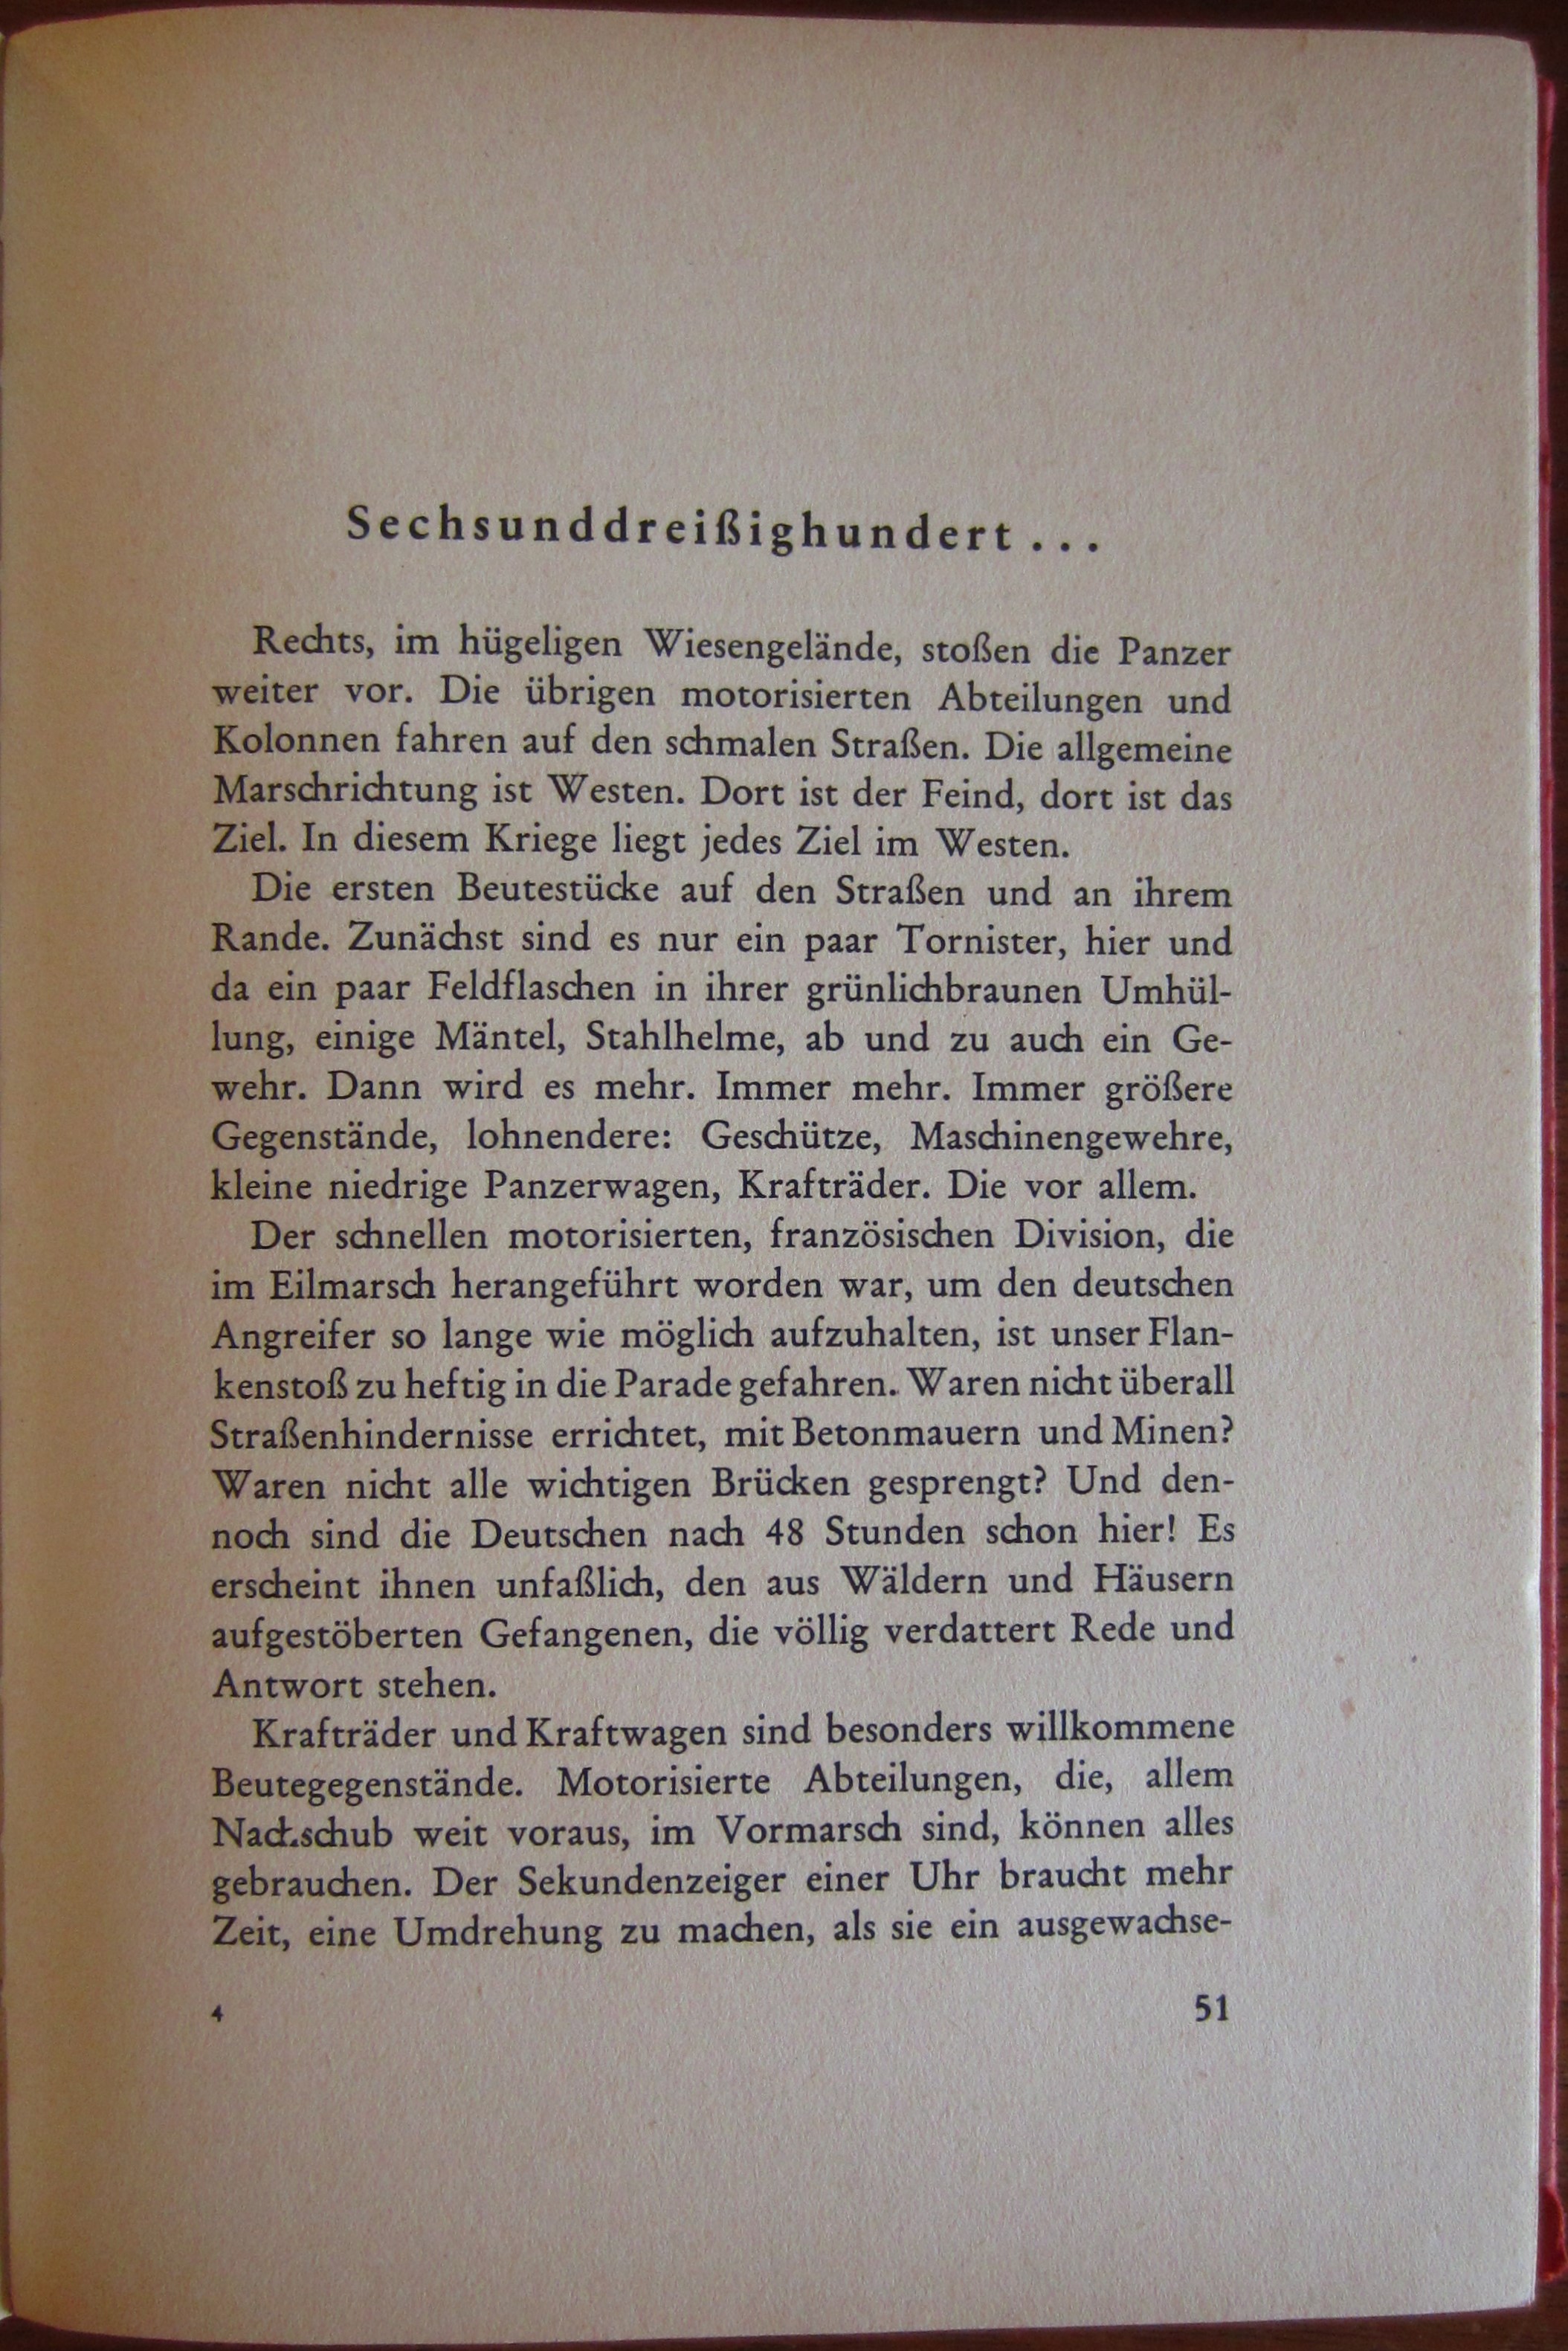 Sechsunddreißighundert...
Rechts, im hügeligen Wiesengelände, stoßen die Panzer
weiter vor. Die übrigen motorisierten Abteilungen und
Kolonnen fahren auf den schmalen Straßen. Die allgemeine
Marschrichtung ist Westen. Dort ist der Feind, dort ist das
Ziel. In diesem Kriege liegt jedes Ziel im Westen.
Die ersten Beutestücke auf den Straßen und an ihrem
Rande. Zunächst sind es nur ein paar Tornister, hier und
da ein paar Feldflaschen in ihrer grünlichbraunen Umhül-
lung, einige Mäntel, Stahlhelme, ab und zu auch ein Ge-
wehr. Dann wird es mehr. Immer mehr. Immer größere
Gegenstände, lohnendere: Geschütze, Maschinengewehre,
kleine niedrige Panzerwagen, Krafträder. Die vor allem.
Der schnellen motorisierten, französischen Division, die
im Eilmarsch herangeführt worden war, um den deutschen
Angreifer so lange wie möglich aufzuhalten, ist unser Flan-
kenstoß zu heftig in die Parade gefahren. Waren nicht überall
Straßenhindernisse errichtet, mit Betonmauern und Minen?
Waren nicht alle wichtigen Brücken gesprengt? Und den-
noch sind die Deutschen nach 48 Stunden schon hier! Es
erscheint ihnen unfaßlich, den aus Wäldern und Häusern
aufgestöberten Gefangenen, die völlig verdattert Rede und
Antwort stehen.
Krafträder und Kraftwagen sind besonders willkommene
Beutegegenstände. Motorisierte Abteilungen, die, allem
Nachschub weit voraus, im Vormarsch sind, können alles
gebrauchen. Der Sekundenzeiger einer Uhr braucht mehr
Zeit, eine Umdrehung zu machen, als sie ein ausgewachse-
4 51